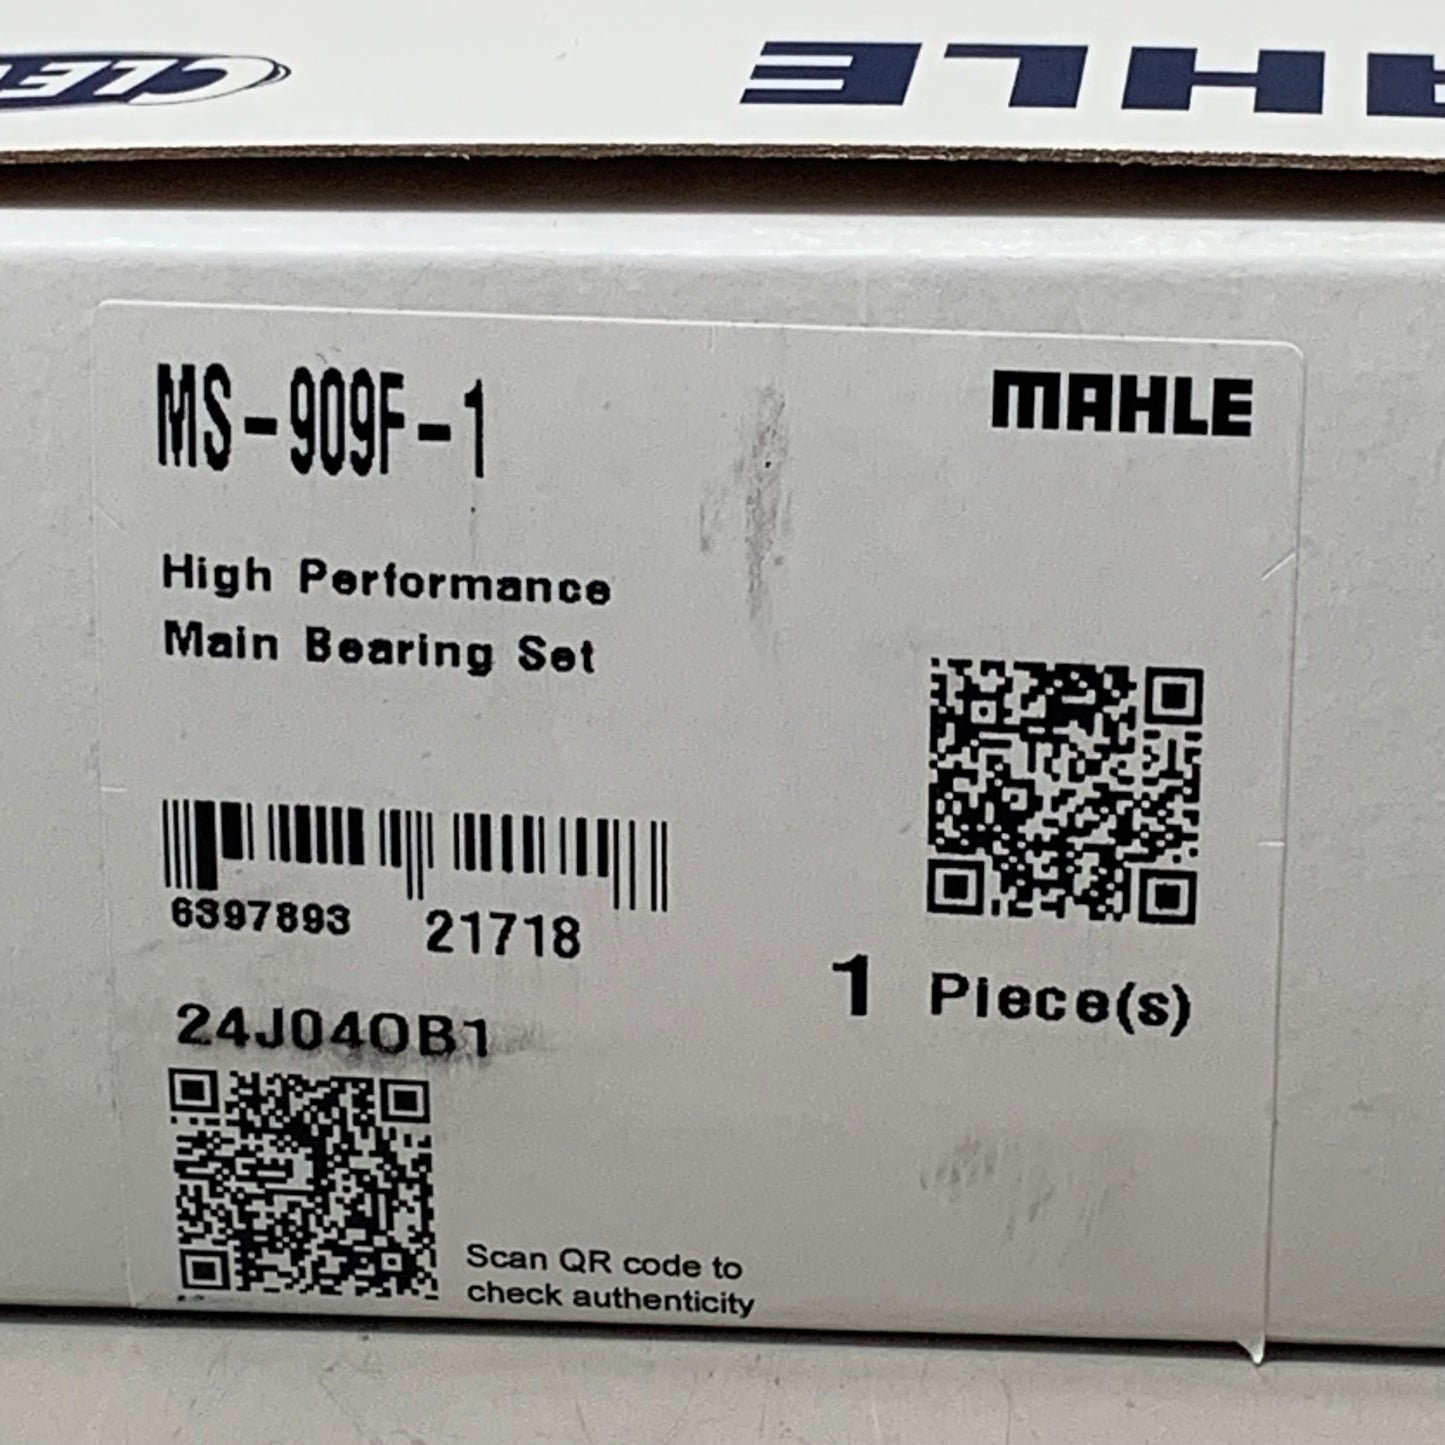 CLEV
MAHLE
MS-909F-1
MAHLE
High Performance
Main Bearing Set
6397893 21718
1 Piece(s)
24J040B1
Scan QR code to
check authenticity